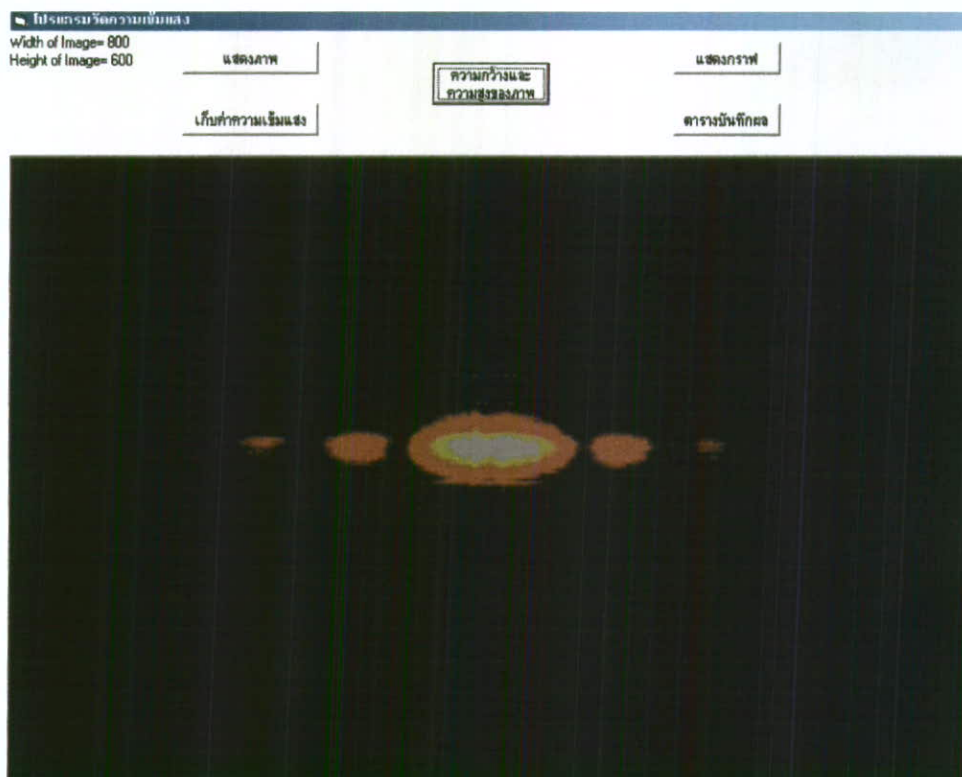 โปรแกรมวัดความเข้มแสง
Width of Image= 800
Height of Image= 600
แสดงภาพ
ความกว้างและ
ความสูงของภาพ
แสดงกราฟ
เก็บค่าความเข้มแสง
ตารางบันทึกผล